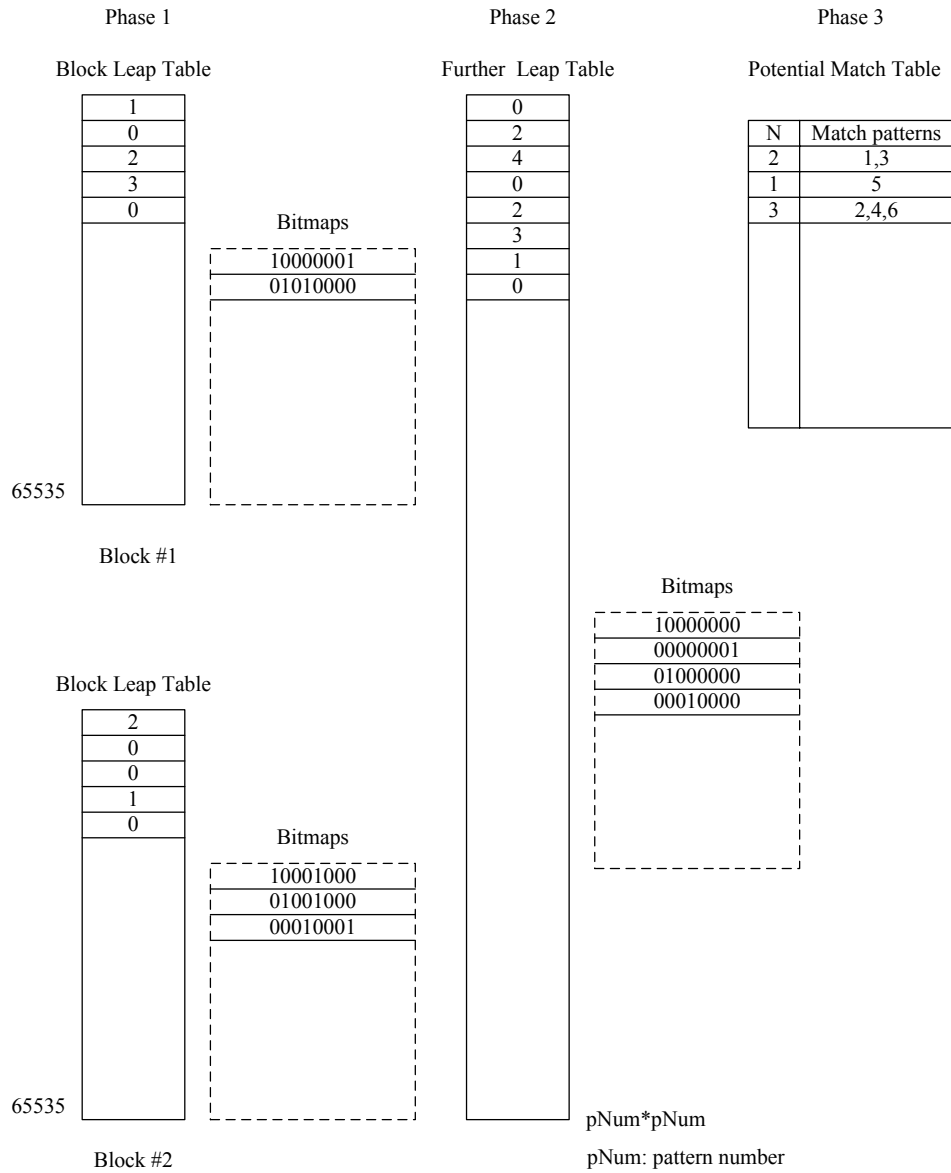 Phase 1
Block Leap Table
1
0
2
3
0
65535
Bitmaps
10000001
01010000
Block #1
Block Leap Table
2
0
0
1
0
65535
Bitmaps
10001000
01001000
00010001
Block #2
Phase 2
Further Leap Table
0
2
4
0
2
3
1
0
Bitmaps
10000000
00000001
01000000
00010000
pNum*pNum
pNum: pattern number
Phase 3
Potential Match Table
N Match patterns
2 1,3
1 5
3 2,4,6